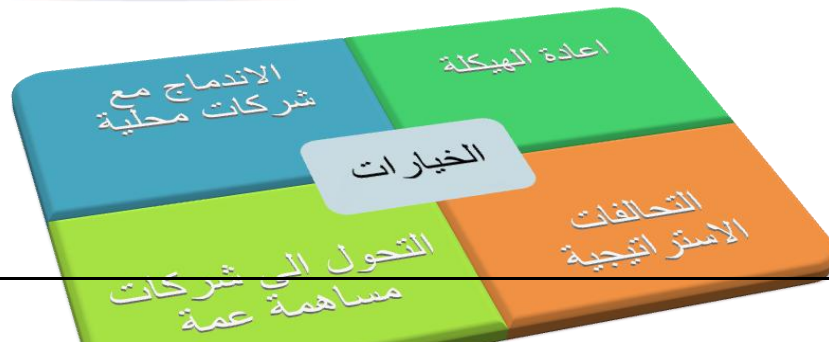 اعادة الهيكلة
الاندماج مع
شركات محلية
الخيارات
التحالفات
الاستراتيجية
التحول الى شركات
مساهمة عمة